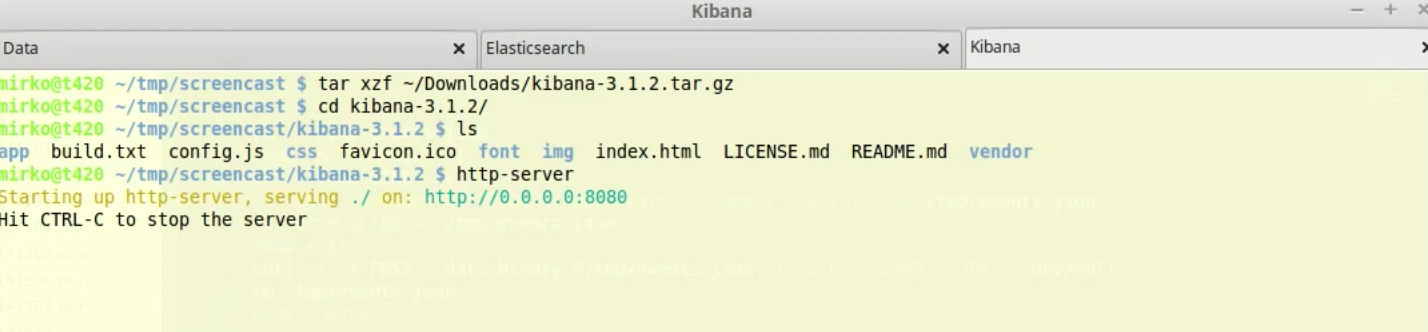 Kibana
Data
Elasticsearch
Kibana
mirko@t420 ~/tmp/screencast $ tar xzf ~/Downloads/kibana-3.1.2.tar.gz
mirko@t420 ~/tmp/screencast $ cd kibana-3.1.2/
mirko@t420 ~/tmp/screencast/kibana-3.1.2 $ ls
app build.txt config.js css favicon.ico font img index.html LICENSE.md README.md vendor
mirko@t420 ~/tmp/screencast/kibana-3.1.2 $ http-server
Starting up http-server, serving ./ on: http://0.0.0.0:8080
Hit CTRL-C to stop the server